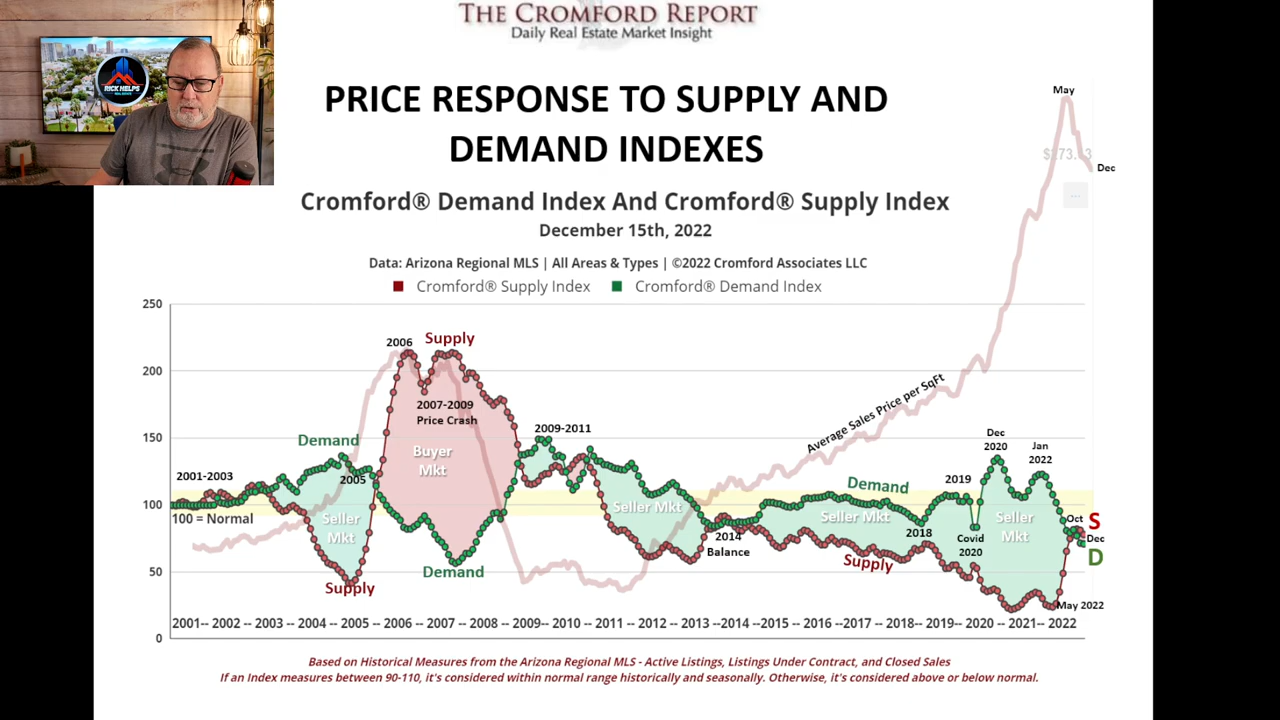 THE CROMFORD REPORT
Daily Real Estate Market Insight
RICK HELPS
REAL ESTATE
PRICE RESPONSE TO SUPPLY AND
DEMAND INDEXES
Cromford® Demand Index And Cromford® Supply Index
December 15th, 2022
Data: Arizona Regional MLS | All Areas & Types | ©2022 Cromford Associates LLC
Cromford® Supply Index
Cromford® Demand Index
May
Dec
250
200
150
100
50
0
2001-2003
100 = Normal
Demand
2005
Seller
Mkt
Supply
2006
Supply
2007-2009
Price Crash
Buyer
Mkt
Demand
2009-2011
Seller Mkt
2014
Balance
Average Sales Price per SqFt
Demand
Seller Mkt
Supply
2018
2019
Covid
2020
Dec
2020
Jan
2022
Seller
Mkt
Oct
S
Dec
D
May 2022
2001-- 2002 -- 2003 -- 2004 -- 2005 -- 2006 -- 2007 -- 2008 -- 2009-- 2010 -- 2011 -- 2012 -- 2013 --2014 --2015 -- 2016 --2017 -- 2018-- 2019-- 2020 -- 2021-- 2022
Based on Historical Measures from the Arizona Regional MLS - Active Listings, Listings Under Contract, and Closed Sales
If an Index measures between 90-110, it's considered within normal range historically and seasonally. Otherwise, it's considered above or below normal.